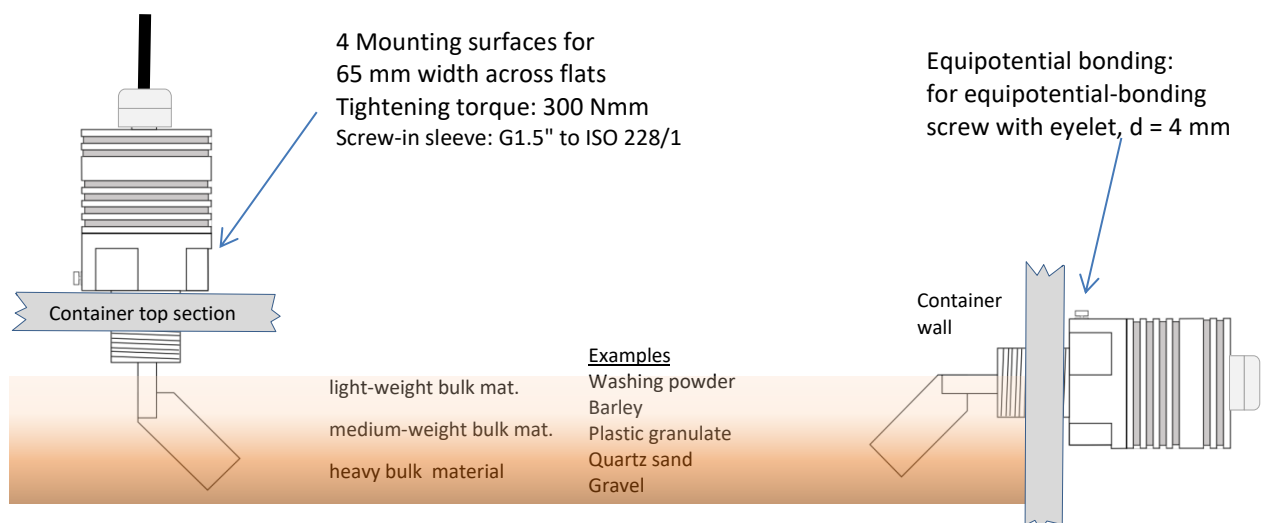 4 Mounting surfaces for
65 mm width across flats
Tightening torque: 300 Nmm
Screw-in sleeve: G1.5" to ISO 228/1
Equipotential bonding:
for equipotential-bonding
screw with eyelet, d = 4 mm
Container top section
Container
wall
light-weight bulk mat.
medium-weight bulk mat.
heavy bulk  material
Examples
Washing powder
Barley
Plastic granulate
Quartz sand
Gravel